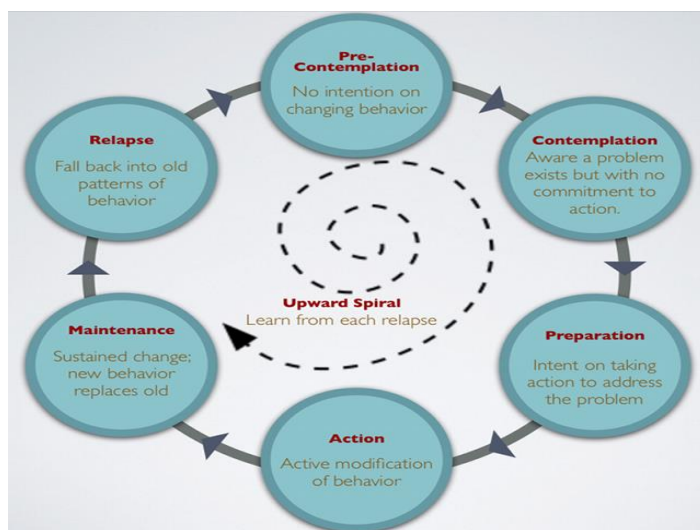 Pre-
Contemplation
No intention on
changing behavior
Contemplation
Aware a problem
exists but with no
commitment to
action.
Preparation
Intent on taking
action to address
the problem
Action
Active modification
of behavior
Maintenance
Sustained change;
new behavior
replaces old
Relapse
Fall back into old
patterns of
behavior
Upward Spiral
Learn from each relapse